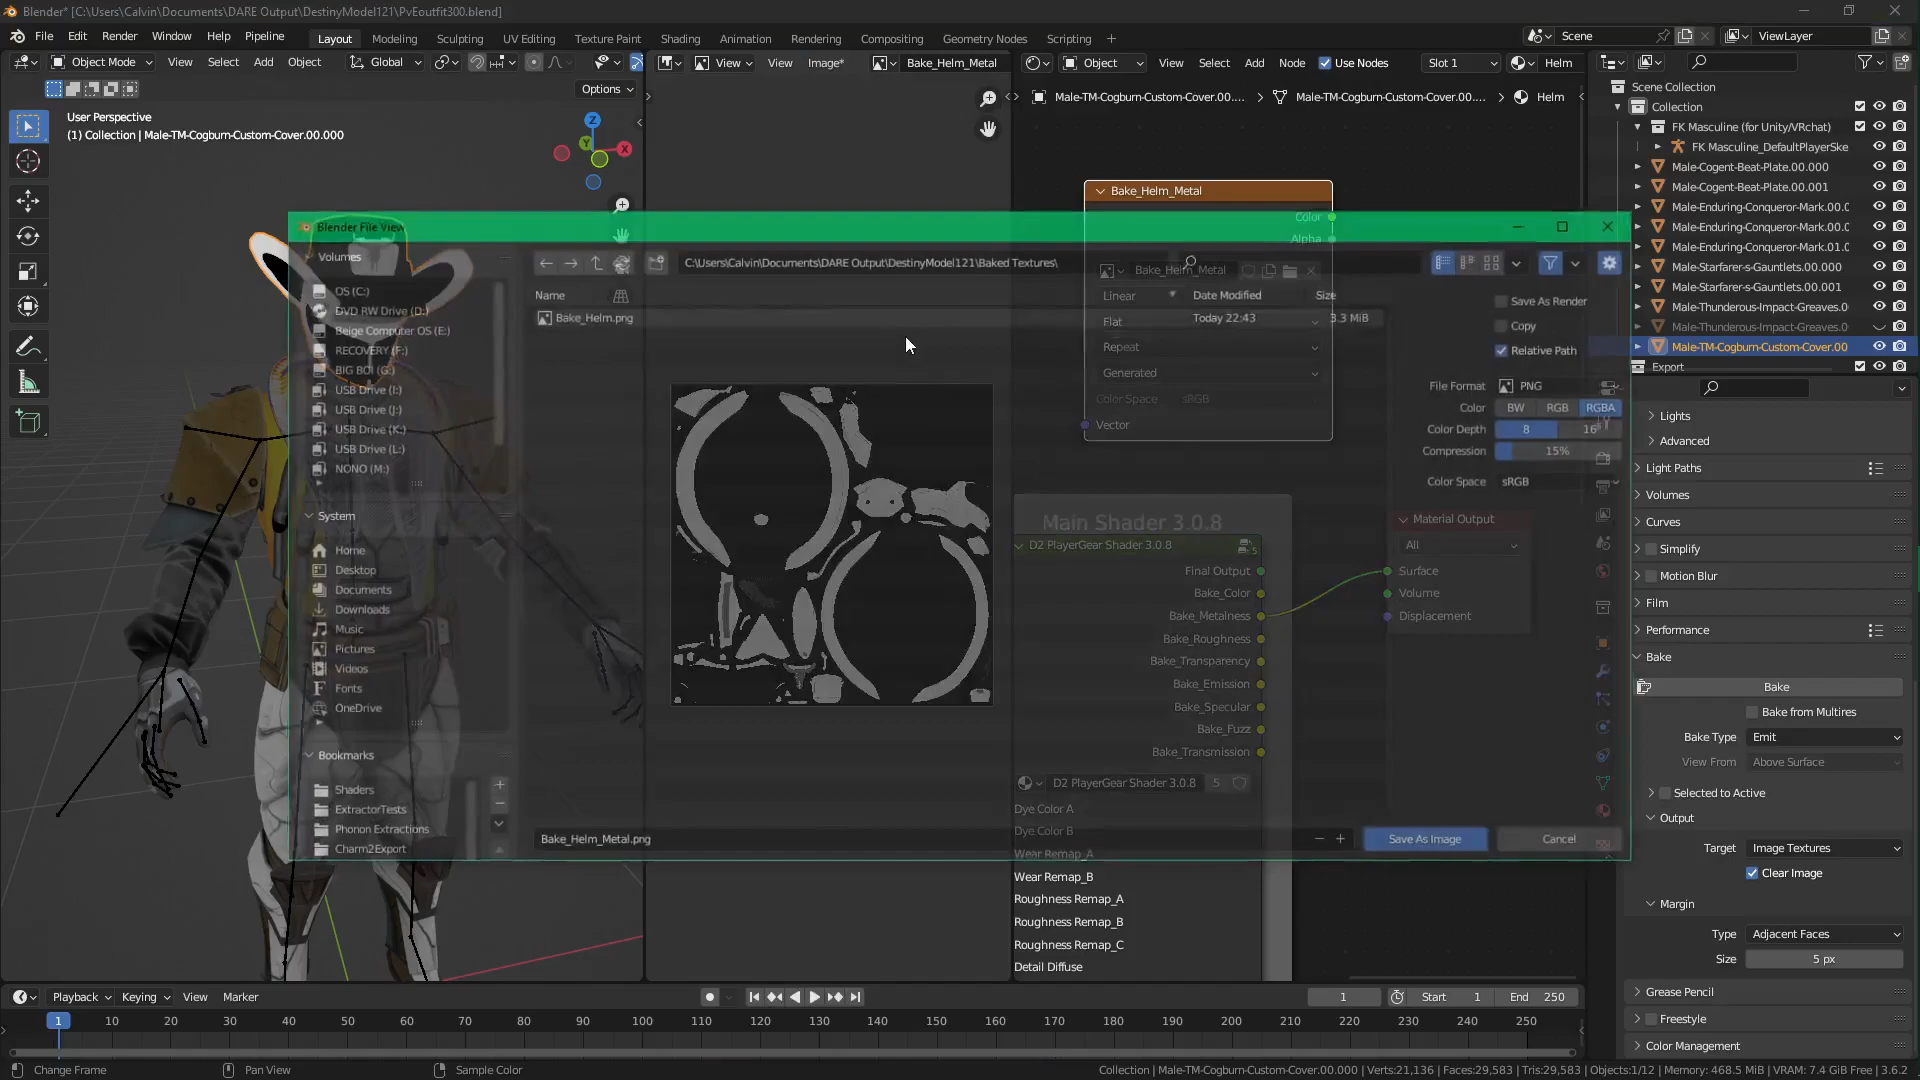 Blender* [C:\Users\Calvin\Documents\DARE Output\DestinyModel121\PvEoutfit300.blend]
File Edit Render Window Help Pipeline
Layout Modeling Sculpting UV Editing Texture Paint Shading Animation Rendering Compositing Geometry Nodes Scripting +
Scene
ViewLayer
Object Mode View Select Add Object Global
Options
User Perspective
(1) Collection | Male-TM-Cogburn-Custom-Cover.00.000
Z
Y
X
View View Image* Bake_Helm_Metal
Object View Select Add Node Use Nodes Slot 1 Helm
Male-TM-Cogburn-Custom-Cover.00.... > Male-TM-Cogburn-Custom-Cover.00.... > Helm
Bake_Helm_Metal
Color
Alpha
Bake_Helm_Metal
Linear
Flat
Repeat
Generated
Color Space sRGB
Vector
Blender File View
Volumes
OS (C:)
DVD RW Drive (D:)
Beige Computer OS (E:)
RECOVERY (F:)
BIG BOI (G:)
USB Drive (I:)
USB Drive (J:)
USB Drive (K:)
USB Drive (L:)
NONO (M:)
System
Home
Desktop
Documents
Downloads
Music
Pictures
Videos
Fonts
OneDrive
Bookmarks
Shaders
ExtractorTests
Phonon Extractions
Charm2Export
C:\Users\Calvin\Documents\DARE Output\DestinyModel121\Baked Textures\
Name Date Modified Size
Bake_Helm.png Today 22:43 3.3 MiB
Save As Render
Copy
Relative Path
File Format PNG
Color BW RGB RGBA
Color Depth 8 16
Compression 15%
Color Space sRGB
Bake_Helm_Metal.png
Save As Image
Cancel
Main Shader 3.0.8
D2 PlayerGear Shader 3.0.8
Final Output
Bake_Color
Bake_Metalness
Bake_Roughness
Bake_Transparency
Bake_Emission
Bake_Specular
Bake_Fuzz
Bake_Transmission
D2 PlayerGear Shader 3.0.8 5
Dye Color A
Dye Color B
Wear Remap_A
Wear Remap_B
Roughness Remap_A
Roughness Remap_B
Roughness Remap_C
Detail Diffuse
Material Output
All
Surface
Volume
Displacement
Scene Collection
Collection
FK Masculine (for Unity/VRchat)
FK Masculine_DefaultPlayerSke
Male-Cogent-Beat-Plate.00.000
Male-Cogent-Beat-Plate.00.001
Male-Enduring-Conqueror-Mark.00.0
Male-Enduring-Conqueror-Mark.00.0
Male-Enduring-Conqueror-Mark.01.0
Male-Starfarer-s-Gauntlets.00.000
Male-Starfarer-s-Gauntlets.00.001
Male-Thunderous-Impact-Greaves.0
Male-Thunderous-Impact-Greaves.0
Male-TM-Cogburn-Custom-Cover.00
Export
Lights
Advanced
Light Paths
Volumes
Curves
Simplify
Motion Blur
Film
Performance
Bake
Bake
Bake from Multires
Bake Type Emit
View From Above Surface
Selected to Active
Output
Target Image Textures
Clear Image
Margin
Type Adjacent Faces
Size 5 px
Grease Pencil
Freestyle
Color Management
Playback Keying View Marker
1 Start 1 End 250
1 10 20 30 40 50 60 70 80 90 100 110 120 130 140 150 160 170 180 190 200 210 220 230 240 250
Change Frame Pan View Sample Color
Collection | Male-TM-Cogburn-Custom-Cover.00.000 | Verts:21,136 | Faces:29,583 | Tris:29,583 | Objects:1/12 | Memory: 468.5 MiB | VRAM: 7.4 GiB Free | 3.6.2